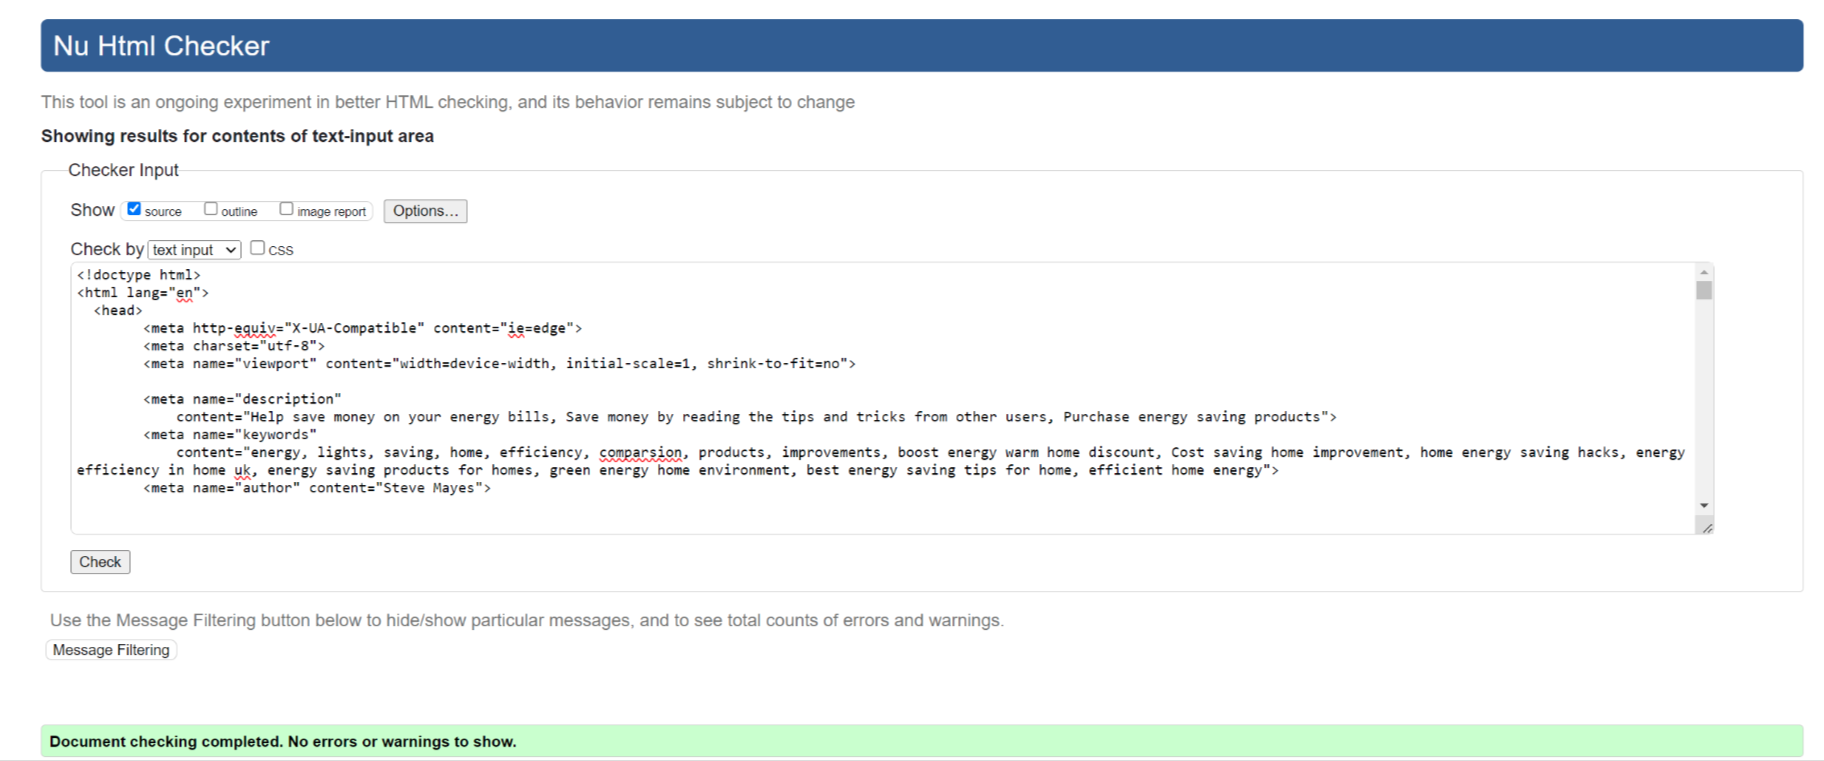 Nu Html Checker
This tool is an ongoing experiment in better HTML checking, and its behavior remains subject to change
Showing results for contents of text-input area
Checker Input
Show source outline image report Options...
Check by text input CSS
<!doctype html>
<html lang="en">
<head>
<meta http-equiv="X-UA-Compatible" content="ie=edge">
<meta charset="utf-8">
<meta name="viewport" content="width=device-width, initial-scale=1, shrink-to-fit=no">
<meta name="description"
content="Help save money on your energy bills, Save money by reading the tips and tricks from other users, Purchase energy saving products">
<meta name="keywords"
content="energy, lights, saving, home, efficiency, comparsion, products, improvements, boost energy warm home discount, Cost saving home improvement, home energy saving hacks, energy
efficiency in home uk, energy saving products for homes, green energy home environment, best energy saving tips for home, efficient home energy">
<meta name="author" content="Steve Mayes">
Check
Use the Message Filtering button below to hide/show particular messages, and to see total counts of errors and warnings.
Message Filtering
Document checking completed. No errors or warnings to show.